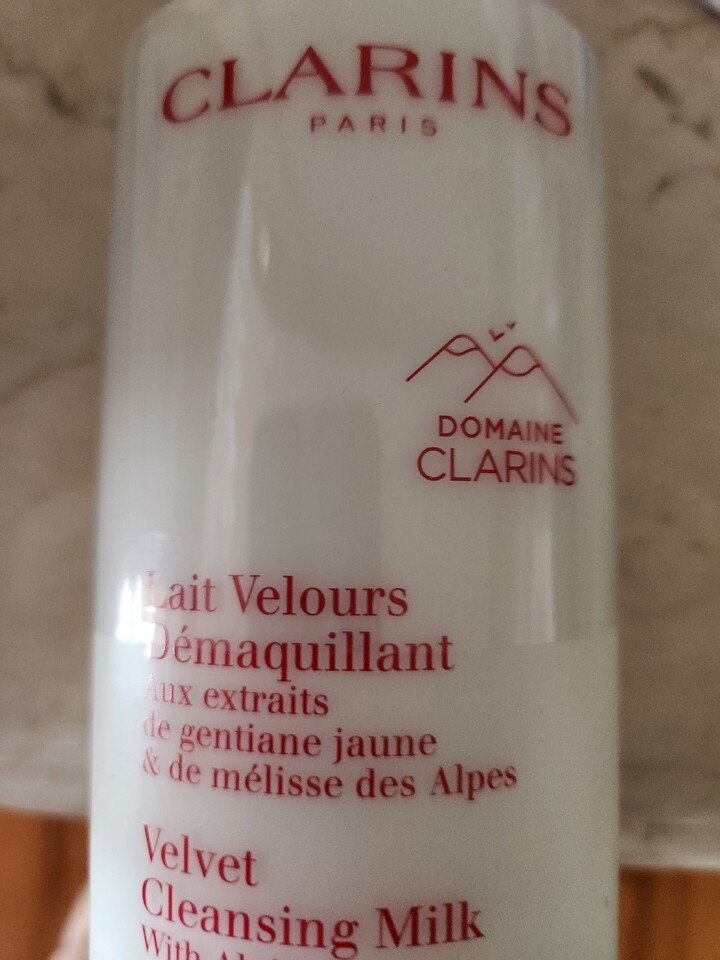 CLARINS
PARIS
DOMAINE
CLARINS
Lait Velours
Démaquillant
Aux extraits
de gentiane jaune
& de mélisse des Alpes
Velvet
Cleansing Milk
With